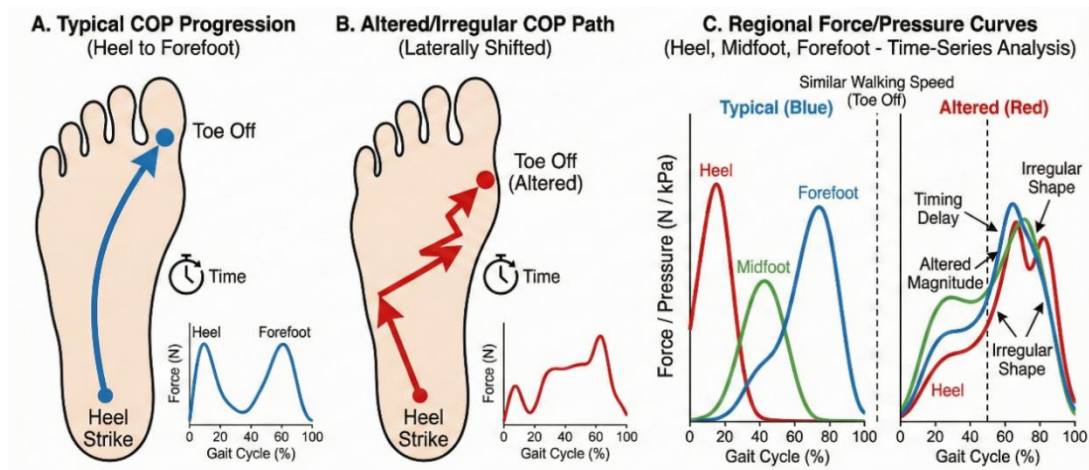 A. Typical COP Progression
(Heel to Forefoot)
Toe Off
Time
Heel
Strike
Heel
Forefoot
Force (N)
0 20 40 60 80 100
Gait Cycle (%)
B. Altered/Irregular COP Path
(Laterally Shifted)
Toe Off
(Altered)
Time
Heel
Strike
Force (N)
0 20 40 60 80 100
Gait Cycle (%)
C. Regional Force/Pressure Curves
(Heel, Midfoot, Forefoot - Time-Series Analysis)
Similar Walking Speed
(Toe Off)
Typical (Blue)
Heel
Midfoot
Forefoot
Force / Pressure (N / kPa)
0 20 40 60 80 100
Gait Cycle (%)
Altered (Red)
Timing
Delay
Irregular
Shape
Altered
Magnitude
Irregular
Shape
Heel
0 20 40 60 80 100
Gait Cycle (%)